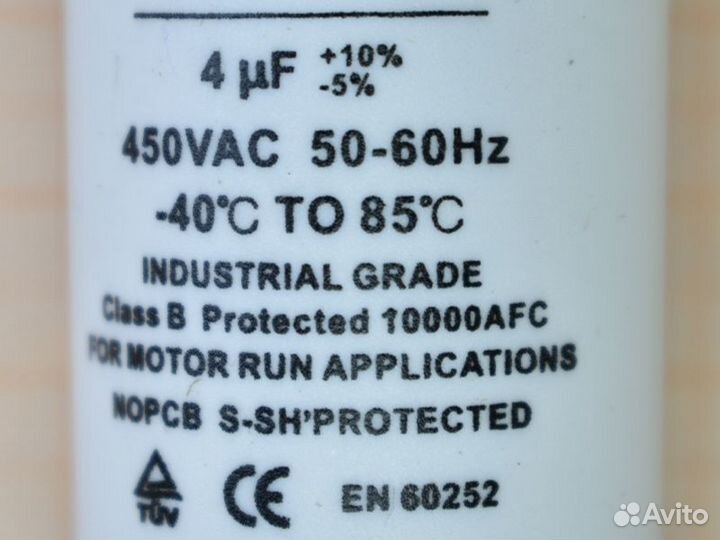 4 µF +10% -5%
450VAC 50-60Hz
-40°C TO 85°C
INDUSTRIAL GRADE
Class B Protected 10000AFC
FOR MOTOR RUN APPLICATIONS
NOPCB S-SH'PROTECTED
TÜV CE EN 60252
Avito